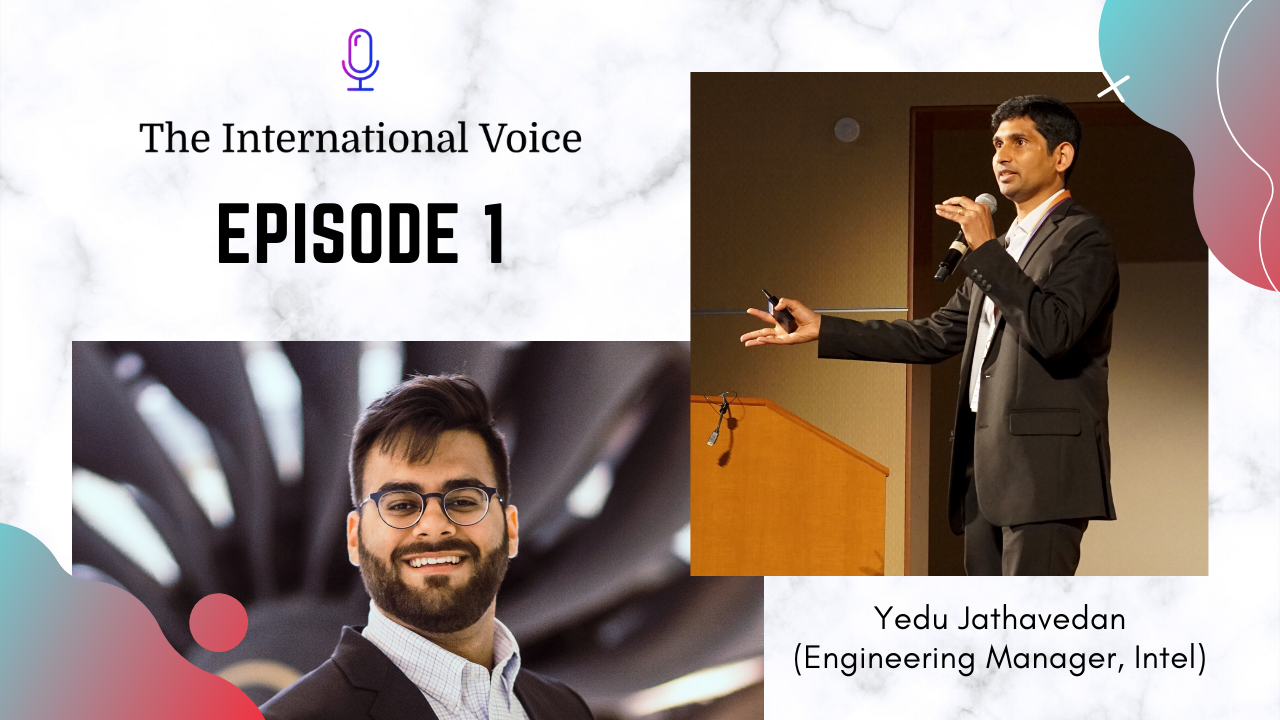 The International Voice
EPISODE 1
Yedu Jathavedan
(Engineering Manager, Intel)